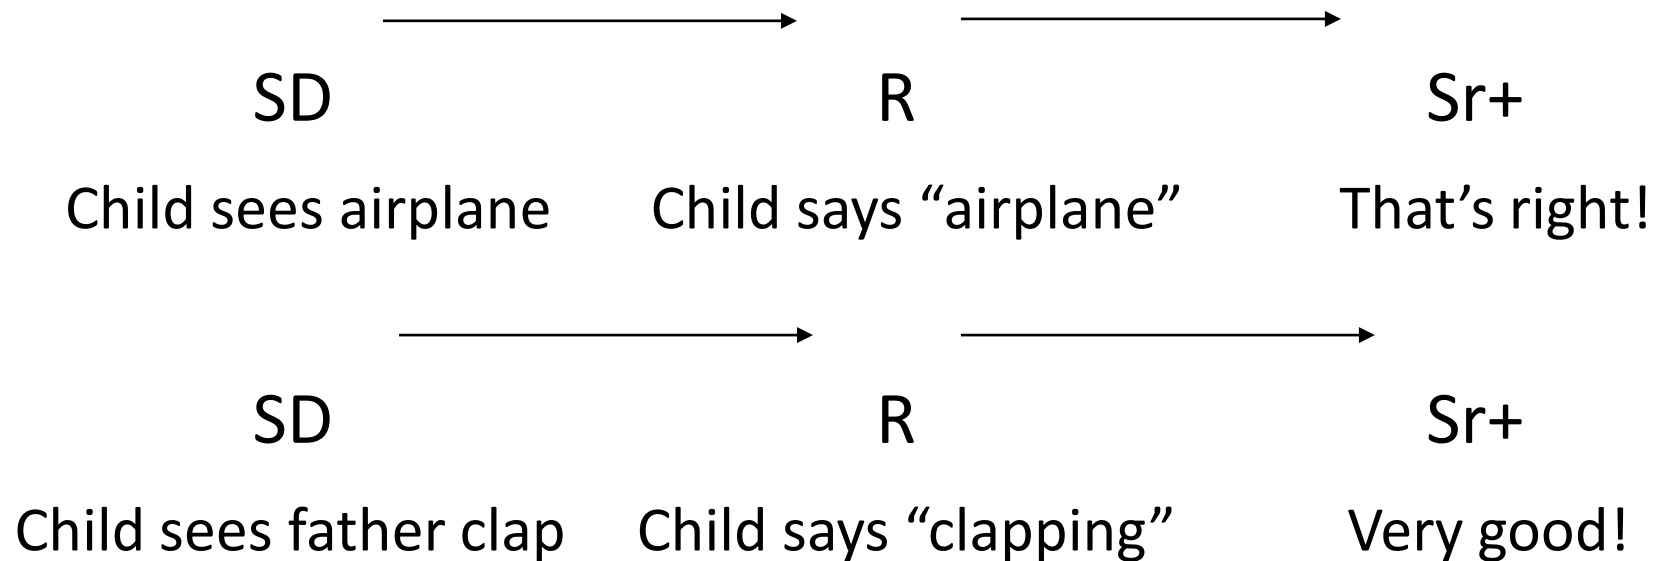 SD R Sr+
Child sees airplane Child says “airplane” That’s right!
SD R Sr+
Child sees father clap Child says “clapping” Very good!